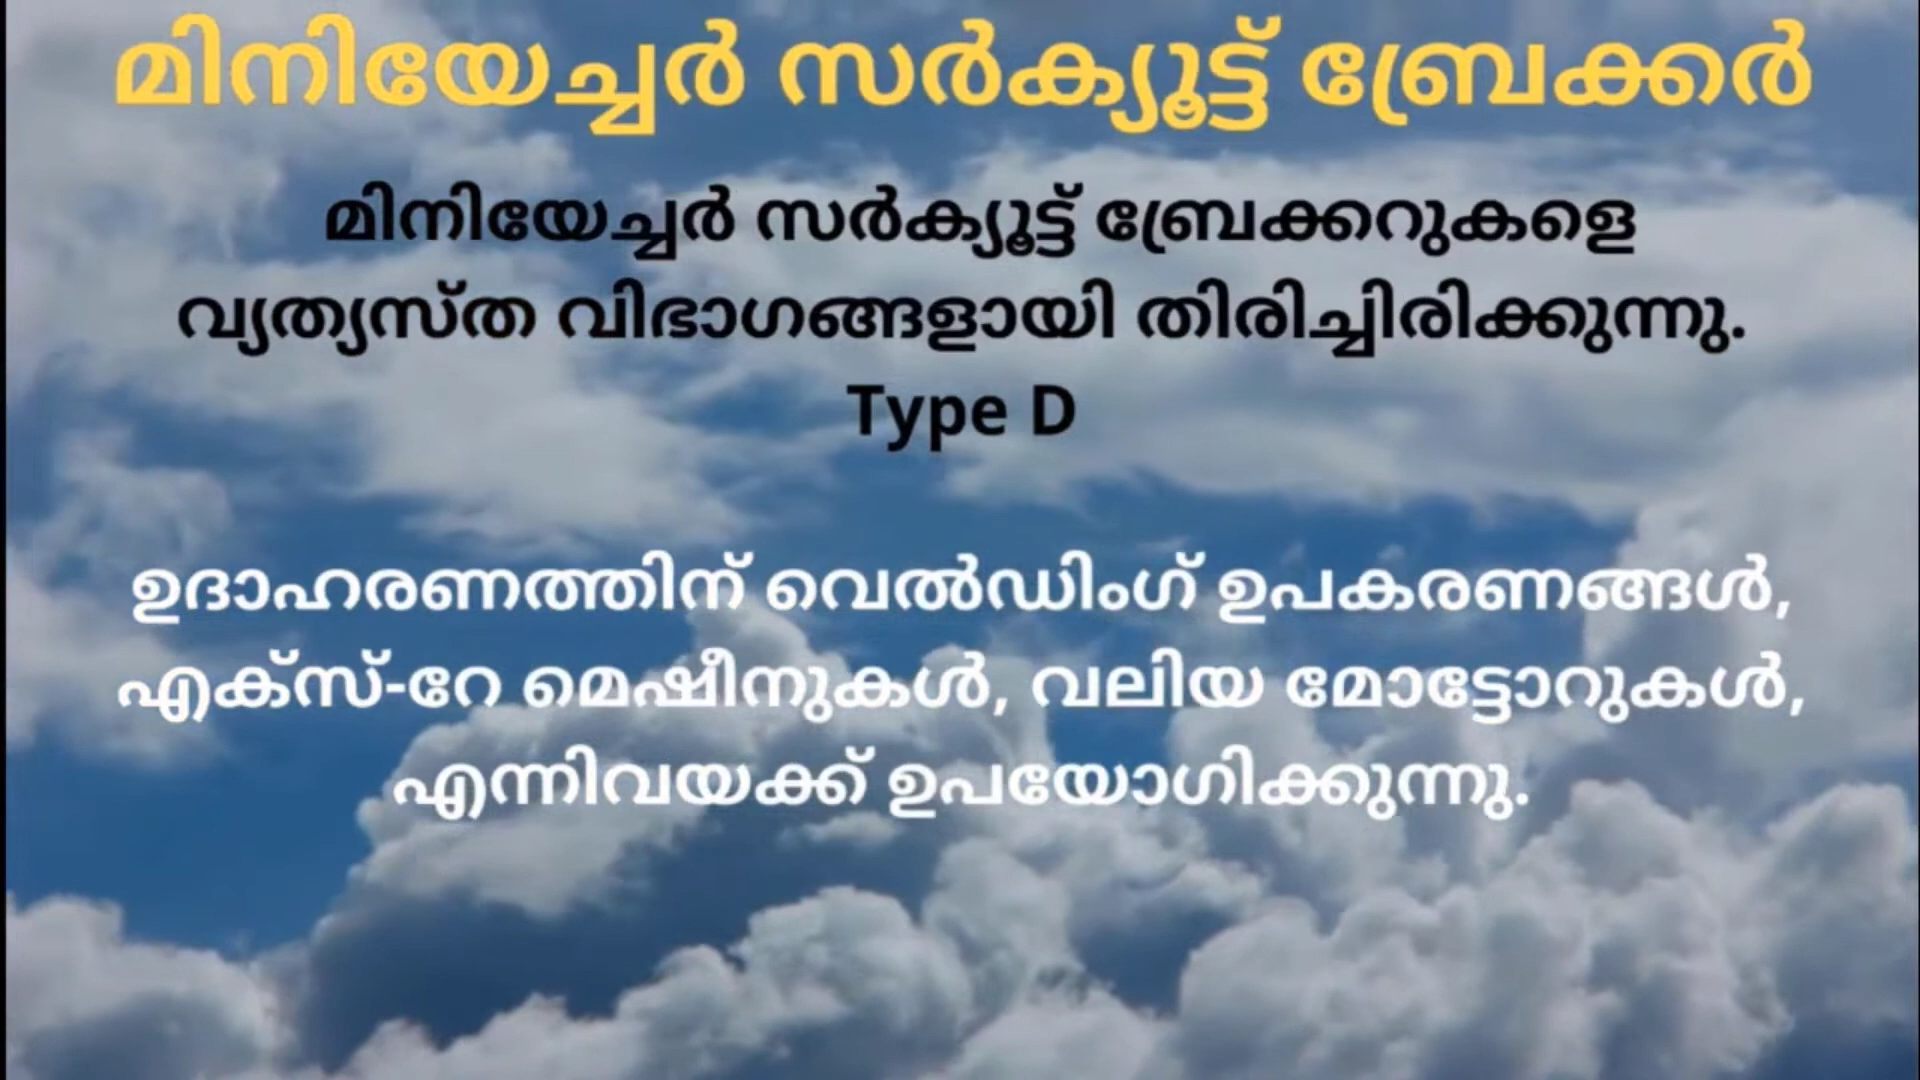 മിനിയേച്ചർ സർക്യൂട്ട് ബ്രേക്കർ
മിനിയേച്ചർ സർക്യൂട്ട് ബ്രേക്കറുകളെ
വ്യത്യസ്ത വിഭാഗങ്ങളായി തിരിച്ചിരിക്കുന്നു.
Type D
ഉദാഹരണത്തിന് വെൽഡിംഗ് ഉപകരണങ്ങൾ,
എക്സ്-റേ മെഷീനുകൾ, വലിയ മോട്ടോറുകൾ,
എന്നിവയക്ക് ഉപയോഗിക്കുന്നു.